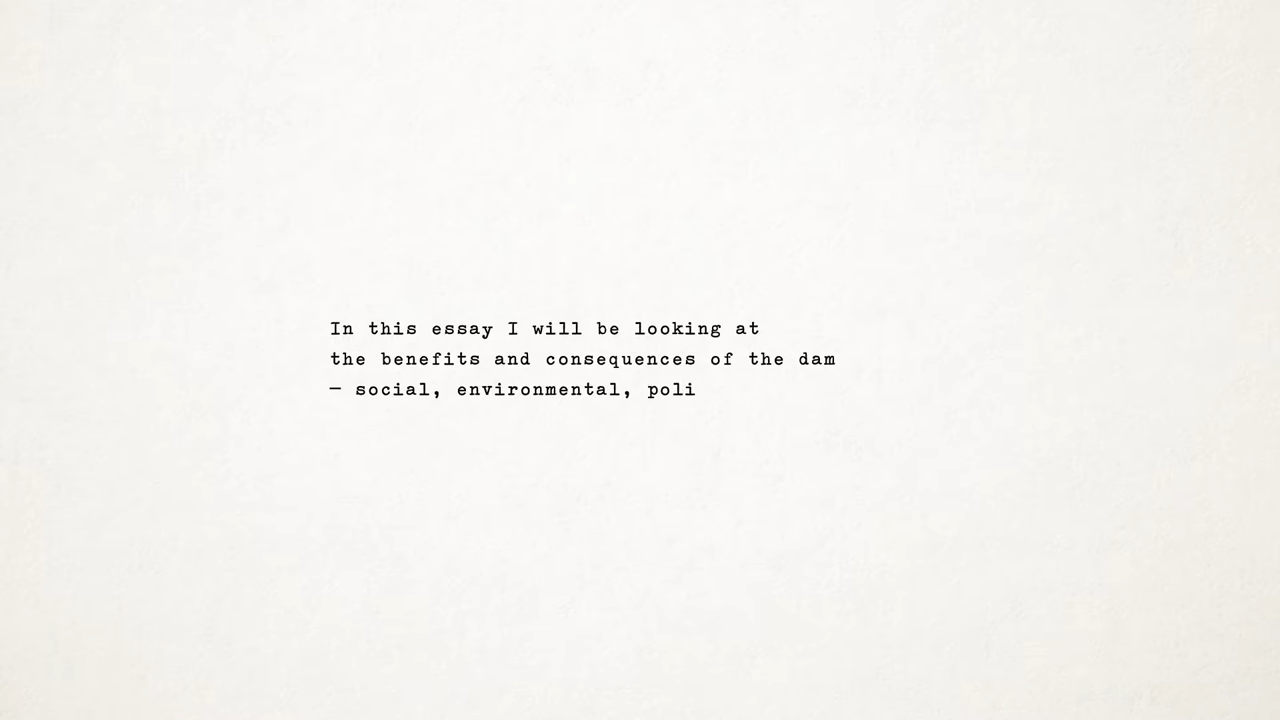 In this essay I will be looking at
the benefits and consequences of the dam
— social, environmental, poli